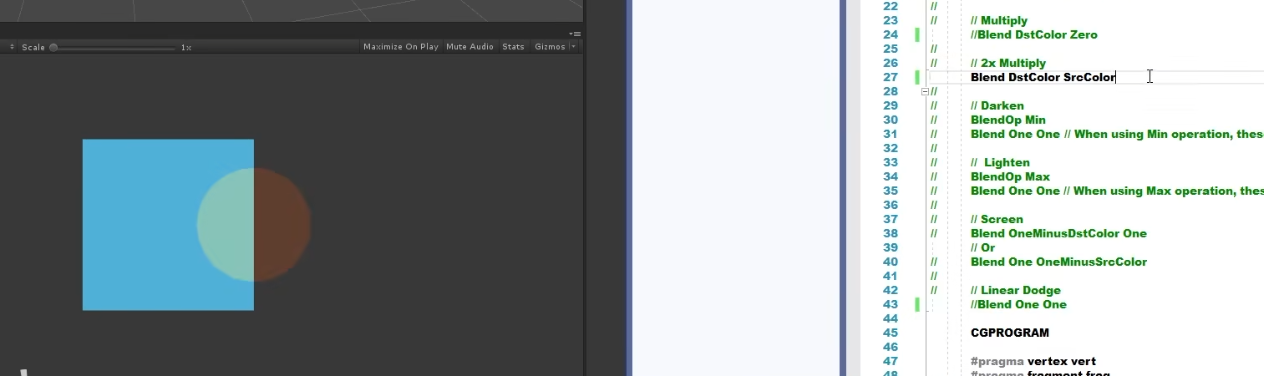 Scale 1x Maximize On Play Mute Audio Stats Gizmos
22 //
23 // // Multiply
24 //Blend DstColor Zero
25 //
26 // // 2x Multiply
27 Blend DstColor SrcColor
28 //
29 // // Darken
30 // BlendOp Min
31 // Blend One One // When using Min operation, thes
32 //
33 // // Lighten
34 // BlendOp Max
35 // Blend One One // When using Max operation, thes
36 //
37 // // Screen
38 // Blend OneMinusDstColor One
39 // Or
40 // Blend One OneMinusSrcColor
41 //
42 // // Linear Dodge
43 //Blend One One
44
45 CGPROGRAM
46
47 #pragma vertex vert
48 #pragma fragment frag